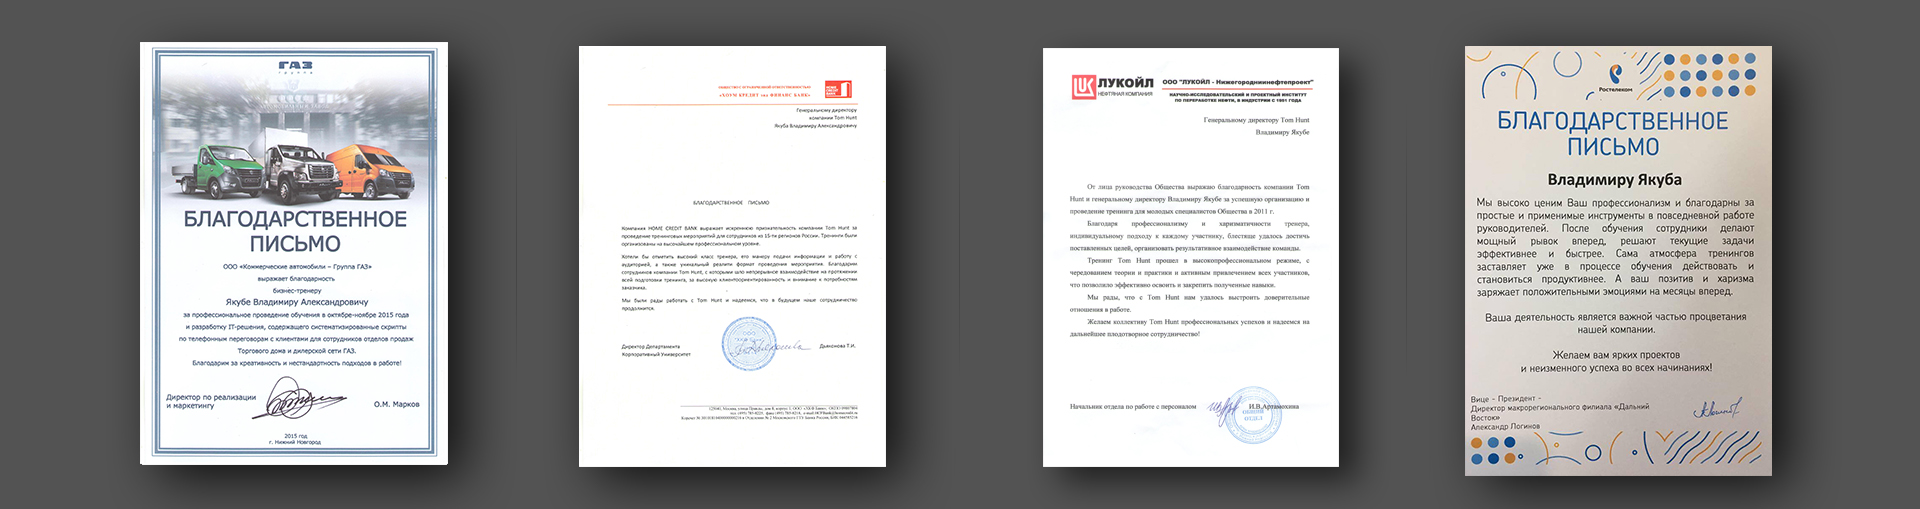 ГАЗ
группа
БЛАГОДАРСТВЕННОЕ
ПИСЬМО
ООО «Коммерческие автомобили – Группа ГАЗ»
выражает благодарность
бизнес-тренеру
Якубе Владимиру Александровичу
за профессиональное проведение обучения в октябре-ноябре 2015 года
и разработку IT-решения, содержащего систематизированные скрипты
по телефонным переговорам с клиентами для сотрудников отделов продаж
Торгового дома и дилерской сети ГАЗ.
Благодарим за креативность и нестандартность подходов в работе!
Директор по реализации
и маркетингу
О.М. Марков
2015 год
г. Нижний Новгород
ОБЩЕСТВО С ОГРАНИЧЕННОЙ ОТВЕТСТВЕННОСТЬЮ
«ХОУМ КРЕДИТ энд ФИНАНС БАНК»
HOME
CREDIT
BANK
Генеральному директору
компании Tom Hunt
Якуба Владимиру Александровичу
БЛАГОДАРСТВЕННОЕ ПИСЬМО
Компания HOME CREDIT BANK выражает искреннюю признательность компании Tom Hunt за
проведение тренинговых мероприятий для сотрудников из 15-ти регионов России. Тренинги были
организованы на высочайшем профессиональном уровне.
Хотели бы отметить высокий класс тренера, его манеру подачи информации и работу с
аудиторией, а также уникальный реалити формат проведения мероприятия. Благодарим
сотрудников компании Tom Hunt, с которыми шло непрерывное взаимодействие на протяжении
всей подготовки тренинга, за высокую клиентоориентированность и внимание к потребностям
заказчика.
Мы были рады работать с Tom Hunt и надеемся, что в будущем наше сотрудничество
продолжится.
Директор Департамента
Корпоративный Университет
Дьяконова Т.И.
ЛУКОЙЛ
НЕФТЯНАЯ КОМПАНИЯ
ООО "ЛУКОЙЛ - Нижегородниинефтепроект"
НАУЧНО-ИССЛЕДОВАТЕЛЬСКИЙ И ПРОЕКТНЫЙ ИНСТИТУТ
ПО ПЕРЕРАБОТКЕ НЕФТИ, В ИНДУСТРИИ С 1991 ГОДА
Генеральному директору Tom Hunt
Владимиру Якубе
От лица руководства Общества выражаю благодарность компании Tom
Hunt и генеральному директору Владимиру Якубе за успешную организацию и
проведение тренинга для молодых специалистов Общества в 2011 г.
Благодаря профессионализму и харизматичности тренера,
индивидуальному подходу к каждому участнику, блестяще удалось достичь
поставленных целей, организовать результативное взаимодействие команды.
Тренинг Tom Hunt прошел в высокопрофессиональном режиме, с
чередованием теории и практики и активным привлечением всех участников,
что позволило эффективно освоить и закрепить полученные навыки.
Мы рады, что с Tom Hunt нам удалось выстроить доверительные
отношения в работе.
Желаем коллективу Tom Hunt профессиональных успехов и надеемся на
дальнейшее плодотворное сотрудничество!
Начальник отдела по работе с персоналом
И.В.Артамохина
ОБЩИЙ
ОТДЕЛ
Ростелеком
БЛАГОДАРСТВЕННОЕ
ПИСЬМО
Владимиру Якуба
Мы высоко ценим Ваш профессионализм и благодарны за
простые и применимые инструменты в повседневной работе
руководителей. После обучения сотрудники делают
мощный рывок вперед, решают текущие задачи
эффективнее и быстрее. Сама атмосфера тренингов
заставляет уже в процессе обучения действовать и
становиться продуктивнее. А ваш позитив и харизма
заряжает положительными эмоциями на месяцы вперед.
Ваша деятельность является важной частью процветания
нашей компании.
Желаем вам ярких проектов
и неизменного успеха во всех начинаниях!
Вице - Президент -
Директор макрорегионального филиала «Дальний
Восток»
Александр Логинов